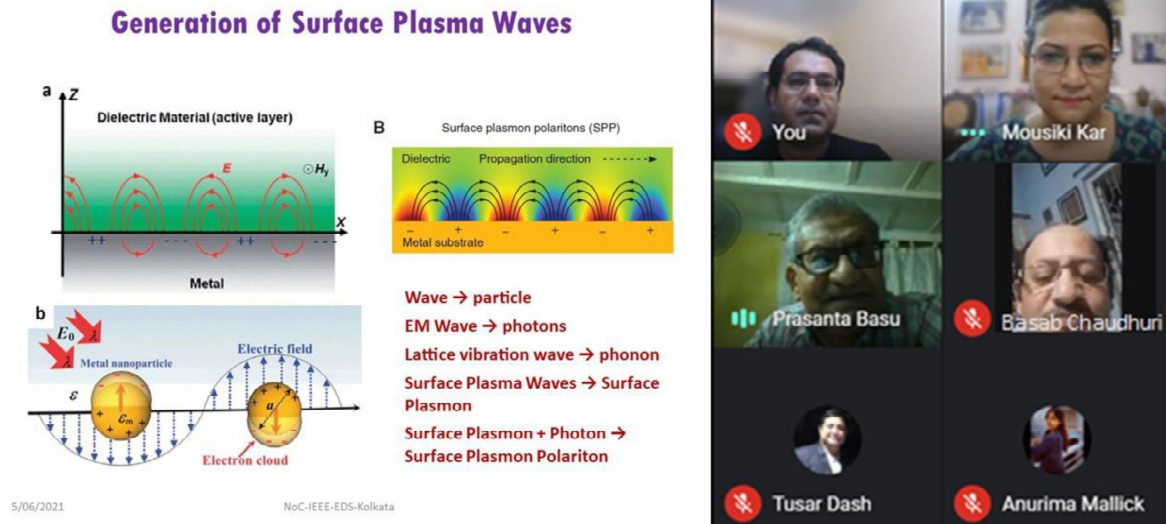 Generation of Surface Plasma Waves
a
Z
Dielectric Material (active layer)
E
⊙Hy
X
++ - - - ++ - - -
Metal
B
Surface plasmon polaritons (SPP)
Dielectric Propagation direction
− + − + − +
Metal substrate
b
E0
λ
λ
Metal nanoparticle
Electric field
ε
εm
a
Electron cloud
Wave → particle
EM Wave → photons
Lattice vibration wave → phonon
Surface Plasma Waves → Surface
Plasmon
Surface Plasmon + Photon →
Surface Plasmon Polariton
5/06/2021
NoC-IEEE-EDS-Kolkata
You
Mousiki Kar
Prasanta Basu
Basab Chaudhuri
Tusar Dash
Anurima Mallick